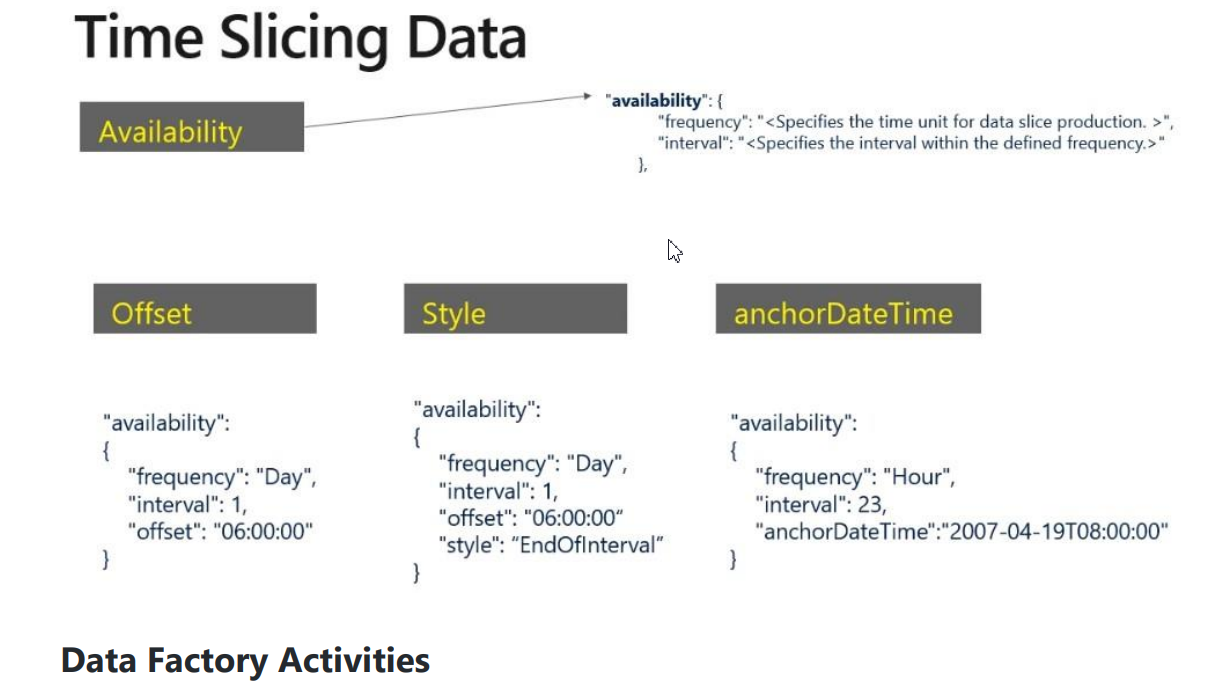 Time Slicing Data
Availability
"availability": {
"frequency": "<Specifies the time unit for data slice production. >",
"interval": "<Specifies the interval within the defined frequency.>"
},
Offset
Style
anchorDateTime
"availability":
{
"frequency": "Day",
"interval": 1,
"offset": "06:00:00"
}
"availability":
{
"frequency": "Day",
"interval": 1,
"offset": "06:00:00“
"style": “EndOfInterval”
}
"availability":
{
"frequency": "Hour",
"interval": 23,
"anchorDateTime":"2007-04-19T08:00:00"
}
Data Factory Activities